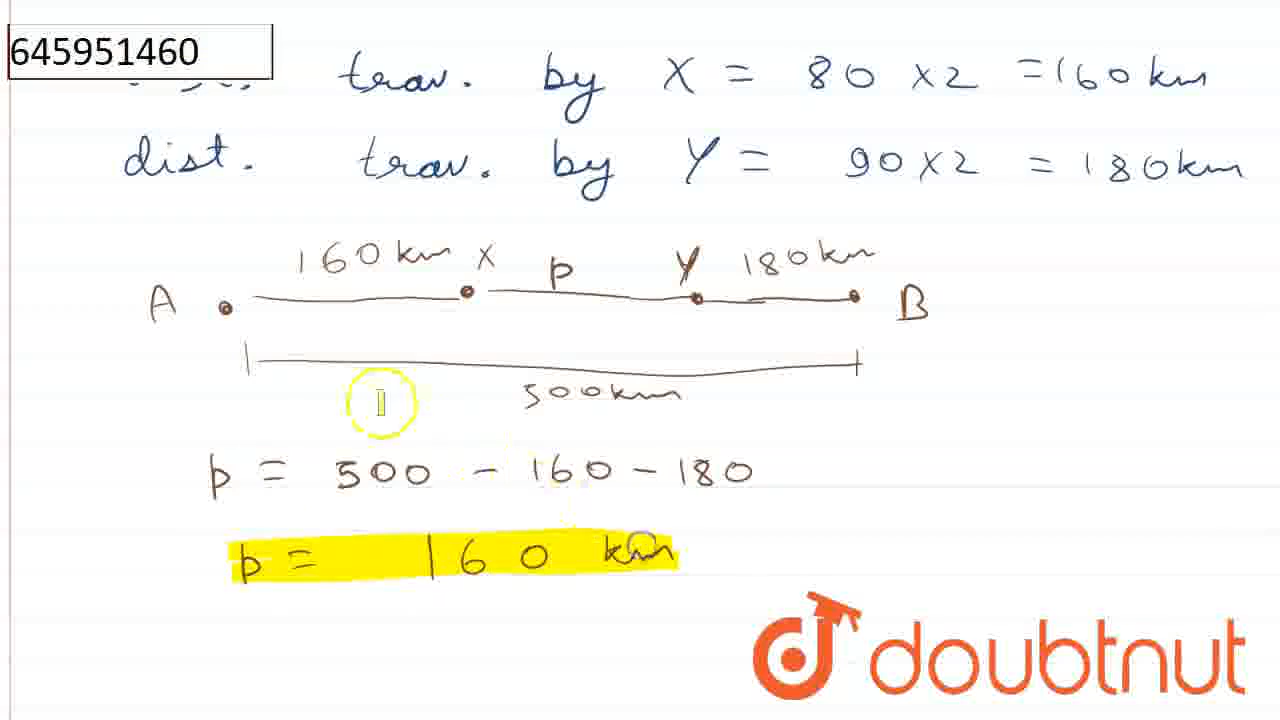 645951460
trav. by X = 80 x 2 = 160 km
dist. trav. by Y = 90 x 2 = 180 km
160 km X p Y 180 km
A B
500 km
p = 500 - 160 - 180
p = 160 km
doubtnut